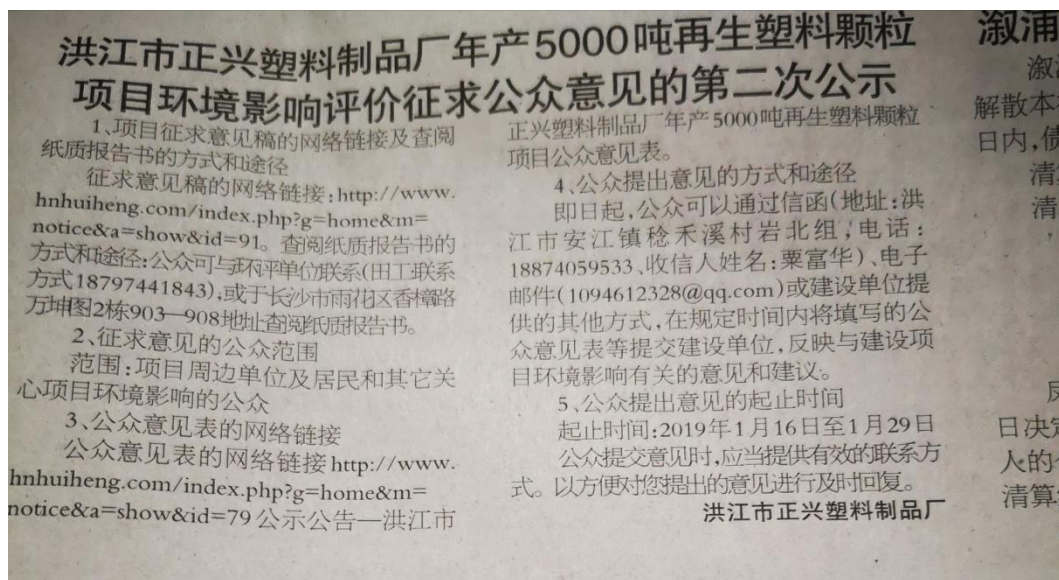 洪江市正兴塑料制品厂年产5000吨再生塑料颗粒
项目环境影响评价征求公众意见的第二次公示
1、项目征求意见稿的网络链接及查阅
纸质报告书的方式和途径
征求意见稿的网络链接:http://www.
hnhuiheng.com/index.php?g=home&m=
notice&a=show&id=91。查阅纸质报告书的
方式和途径:公众可与环评单位联系(田工联系
方式18797441843),或于长沙市雨花区香樟路
万坤图2栋903—908地址查阅纸质报告书。
2、征求意见的公众范围
范围:项目周边单位及居民和其它关
心项目环境影响的公众
3、公众意见表的网络链接
公众意见表的网络链接http://www.
hnhuiheng.com/index.php?g=home&m=
notice&a=show&id=79公示公告—洪江市
正兴塑料制品厂年产5000吨再生塑料颗粒
项目公众意见表。
4、公众提出意见的方式和途径
即日起,公众可以通过信函(地址:洪
江市安江镇稔禾溪村岩北组,电话:
18874059533、收信人姓名:粟富华)、电子
邮件(1094612328@qq.com)或建设单位提
供的其他方式,在规定时间内将填写的公
众意见表等提交建设单位,反映与建设项
目环境影响有关的意见和建议。
5、公众提出意见的起止时间
起止时间:2019年1月16日至1月29日
公众提交意见时,应当提供有效的联系方
式。以方便对您提出的意见进行及时回复。
洪江市正兴塑料制品厂
溆浦
解散本
日内,
清
日决
人的
清算